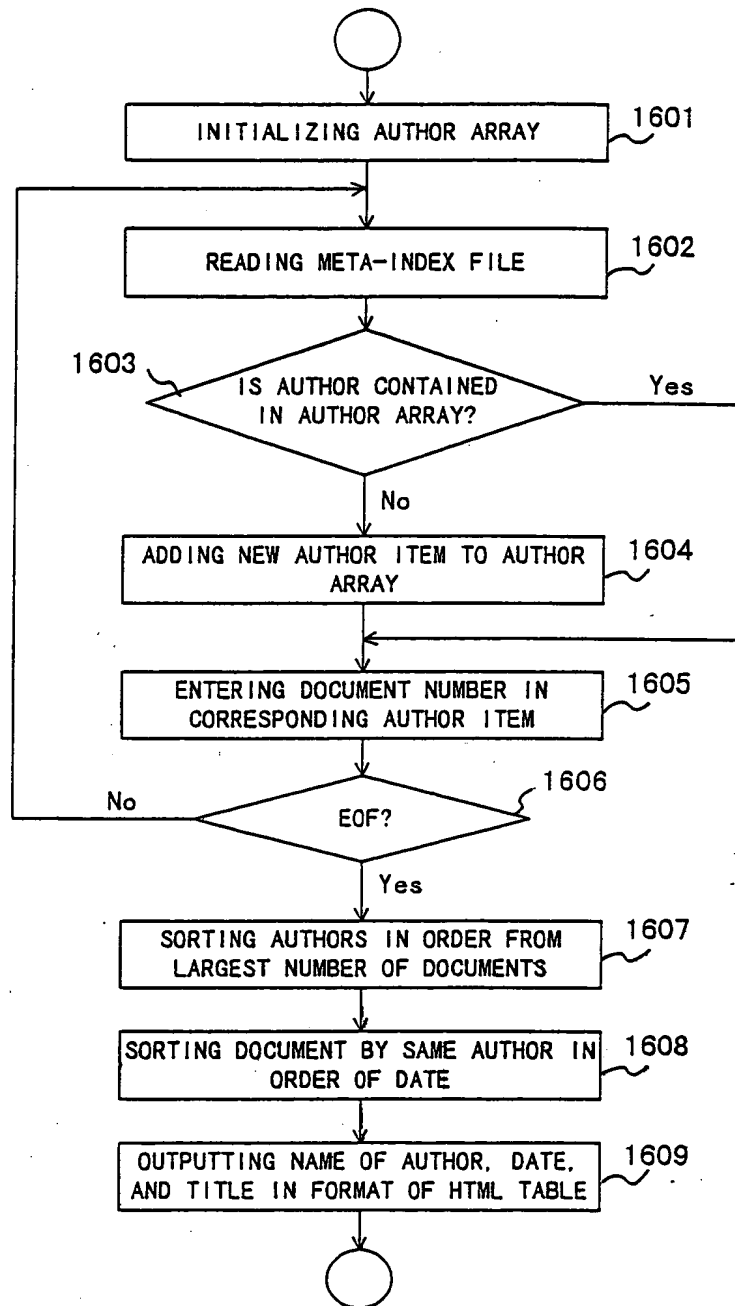 INITIALIZING AUTHOR ARRAY
1601
READING META-INDEX FILE
1602
1603
IS AUTHOR CONTAINED
IN AUTHOR ARRAY?
Yes
No
ADDING NEW AUTHOR ITEM TO AUTHOR
ARRAY
1604
ENTERING DOCUMENT NUMBER IN
CORRESPONDING AUTHOR ITEM
1605
No
EOF?
1606
Yes
SORTING AUTHORS IN ORDER FROM
LARGEST NUMBER OF DOCUMENTS
1607
SORTING DOCUMENT BY SAME AUTHOR IN
ORDER OF DATE
1608
OUTPUTTING NAME OF AUTHOR, DATE,
AND TITLE IN FORMAT OF HTML TABLE
1609